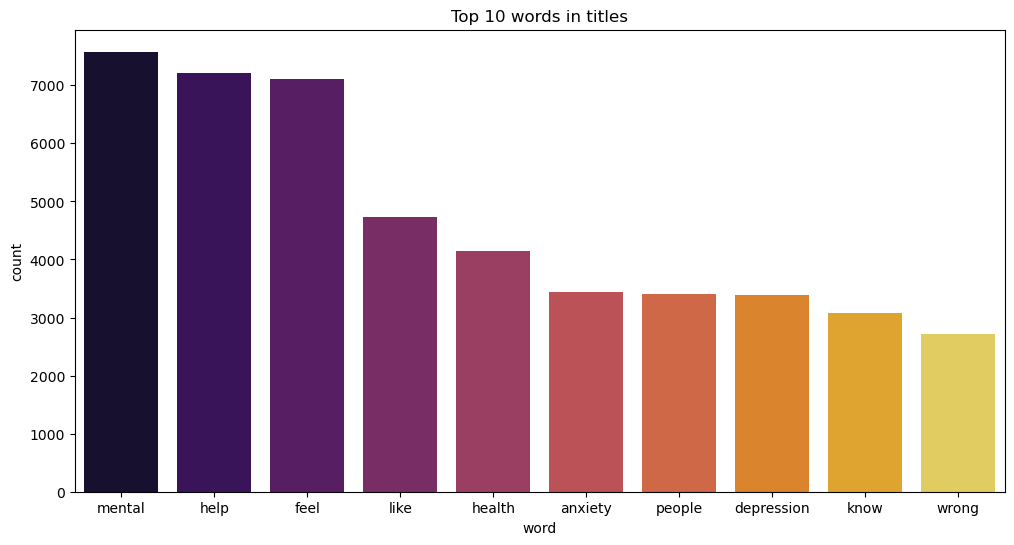 Top 10 words in titles
count
7000
6000
5000
4000
3000
2000
1000
0
mental help feel like health anxiety people depression know wrong
word